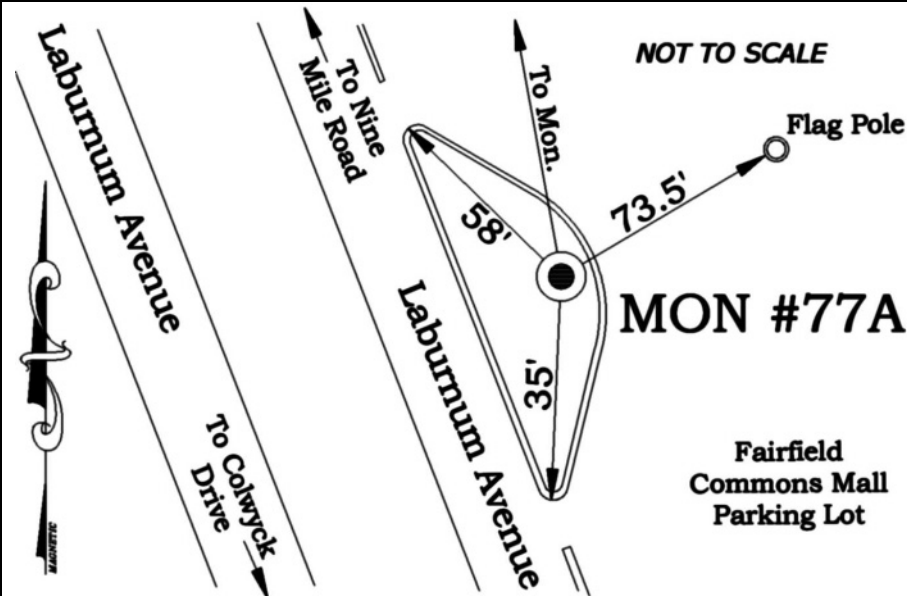 Laburnum Avenue
To Nine
Mile Road
To Mon.
NOT TO SCALE
Flag Pole
73.5'
58'
MON #77A
35'
Laburnum Avenue
To Colwyck
Drive
Fairfield
Commons Mall
Parking Lot
MAGNETIC